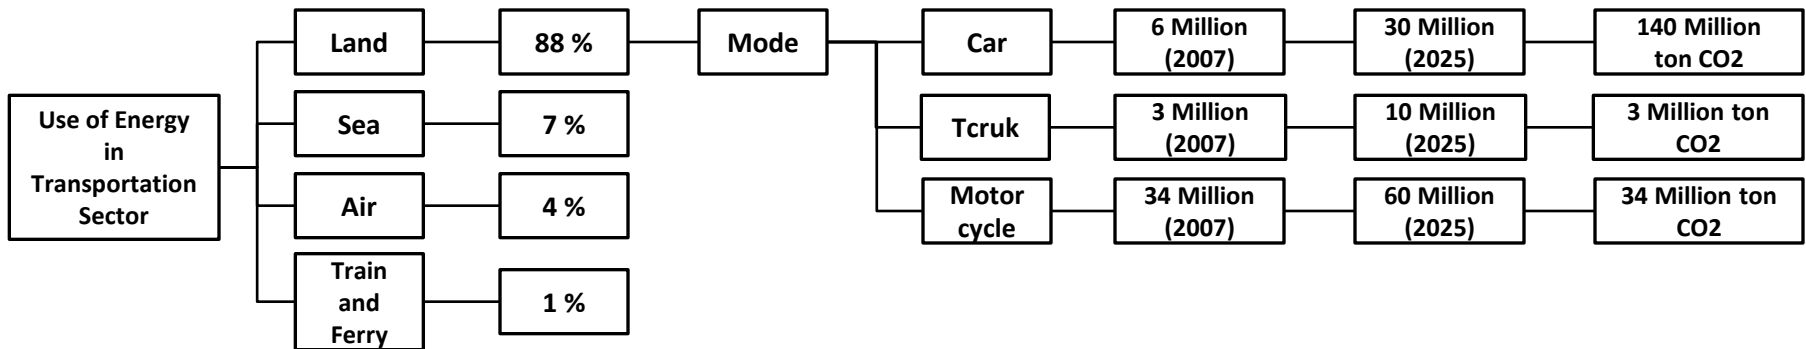 Use of Energy
in
Transportation
Sector
Land
88 %
Mode
Car
6 Million
(2007)
30 Million
(2025)
140 Million
ton CO2
Sea
7 %
Tcruk
3 Million
(2007)
10 Million
(2025)
3 Million ton
CO2
Air
4 %
Motor
cycle
34 Million
(2007)
60 Million
(2025)
34 Million ton
CO2
Train
and
Ferry
1 %